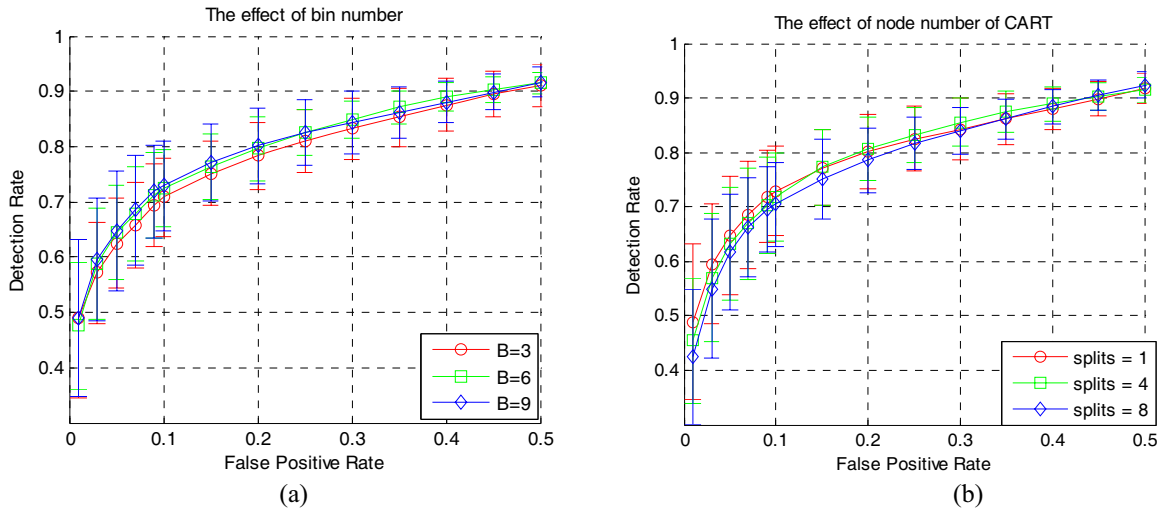 The effect of bin number
1
0.9
0.8
0.7
0.6
0.5
0.4
Detection Rate
0
0.1
0.2
0.3
0.4
0.5
False Positive Rate
B=3
B=6
B=9
(a)
The effect of node number of CART
1
0.9
0.8
0.7
0.6
0.5
0.4
Detection Rate
0
0.1
0.2
0.3
0.4
0.5
False Positive Rate
splits = 1
splits = 4
splits = 8
(b)